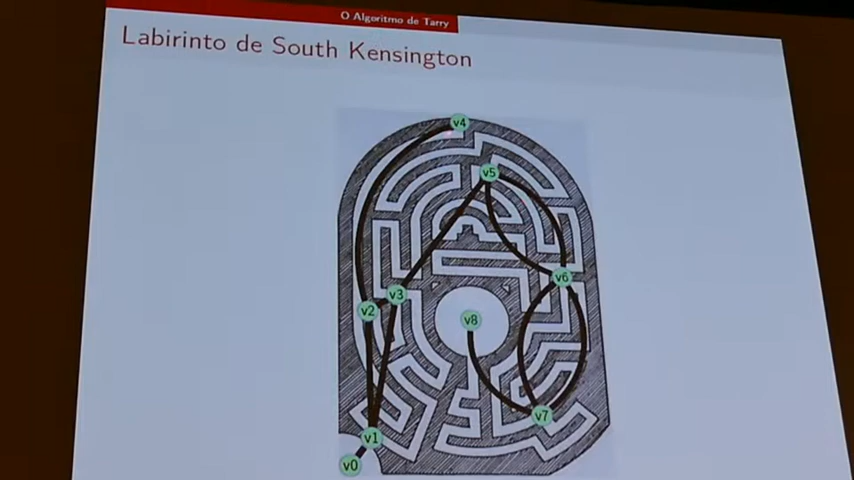 O Algoritmo de Tarry
Labirinto de South Kensington
v4
v5
v6
v3
v2
v8
v7
v1
v0